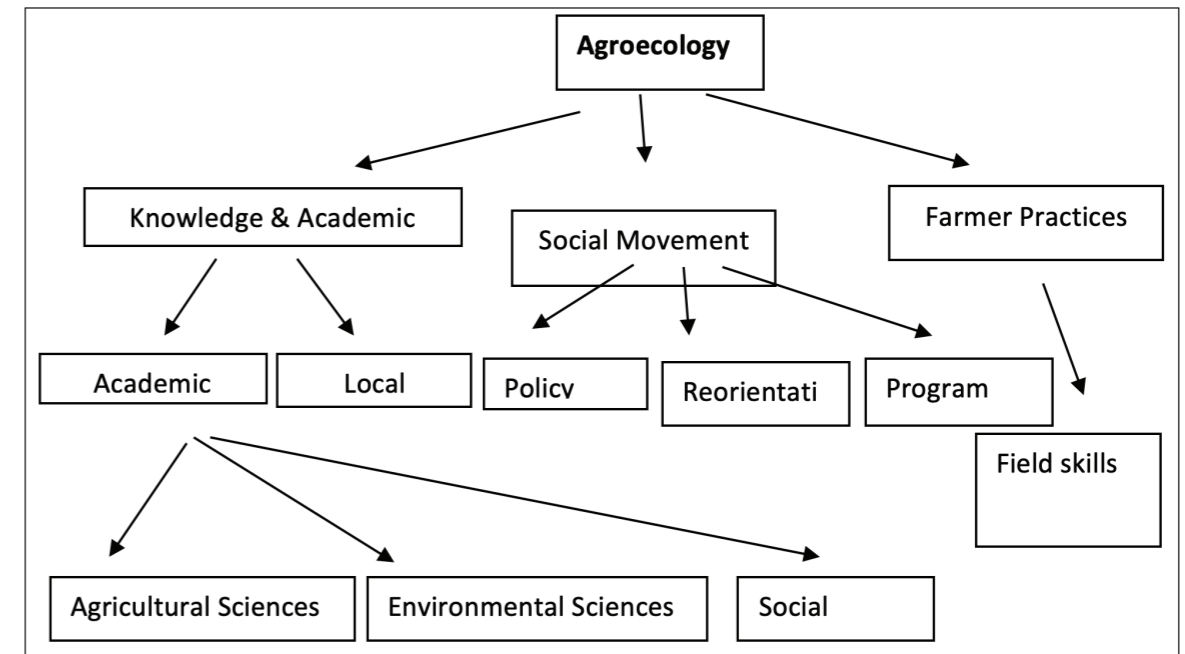 Agroecology
Knowledge & Academic
Social Movement
Farmer Practices
Academic
Local
Policy
Reorientati
Program
Field skills
Agricultural Sciences
Environmental Sciences
Social